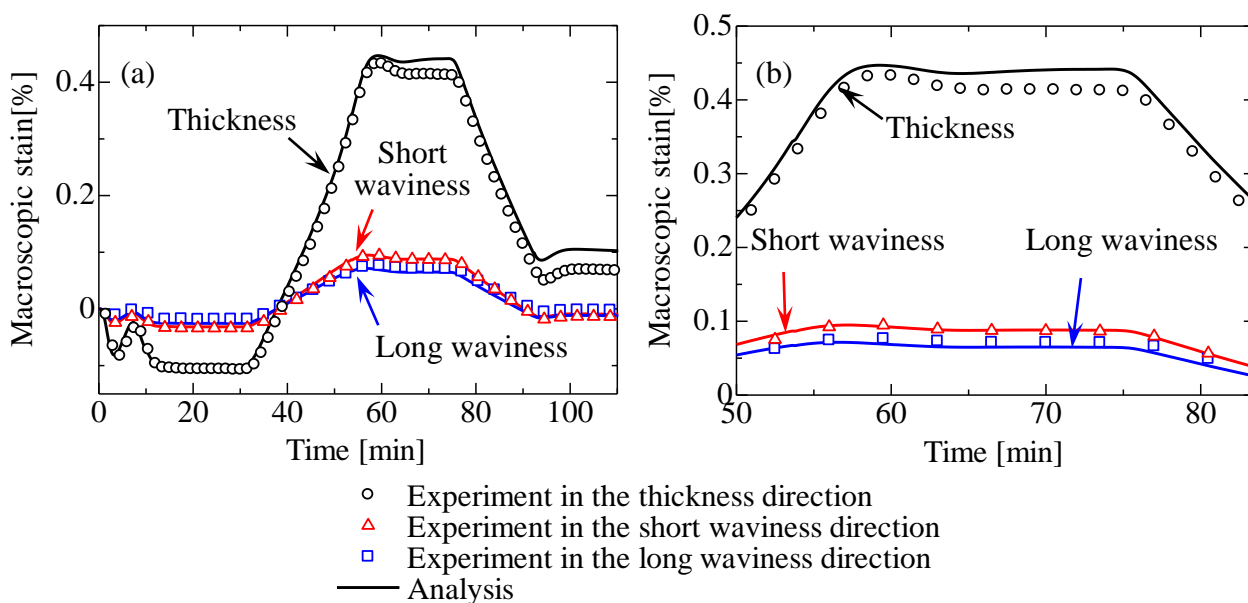 (a)
Macroscopic stain[%]
0.4
0.2
0
Thickness
Short
waviness
Long waviness
0 20 40 60 80 100
Time [min]
(b)
Macroscopic stain[%]
0.5
0.4
0.3
0.2
0.1
0
Thickness
Short waviness
Long waviness
50 60 70 80
Time [min]
Experiment in the thickness direction
Experiment in the short waviness direction
Experiment in the long waviness direction
Analysis